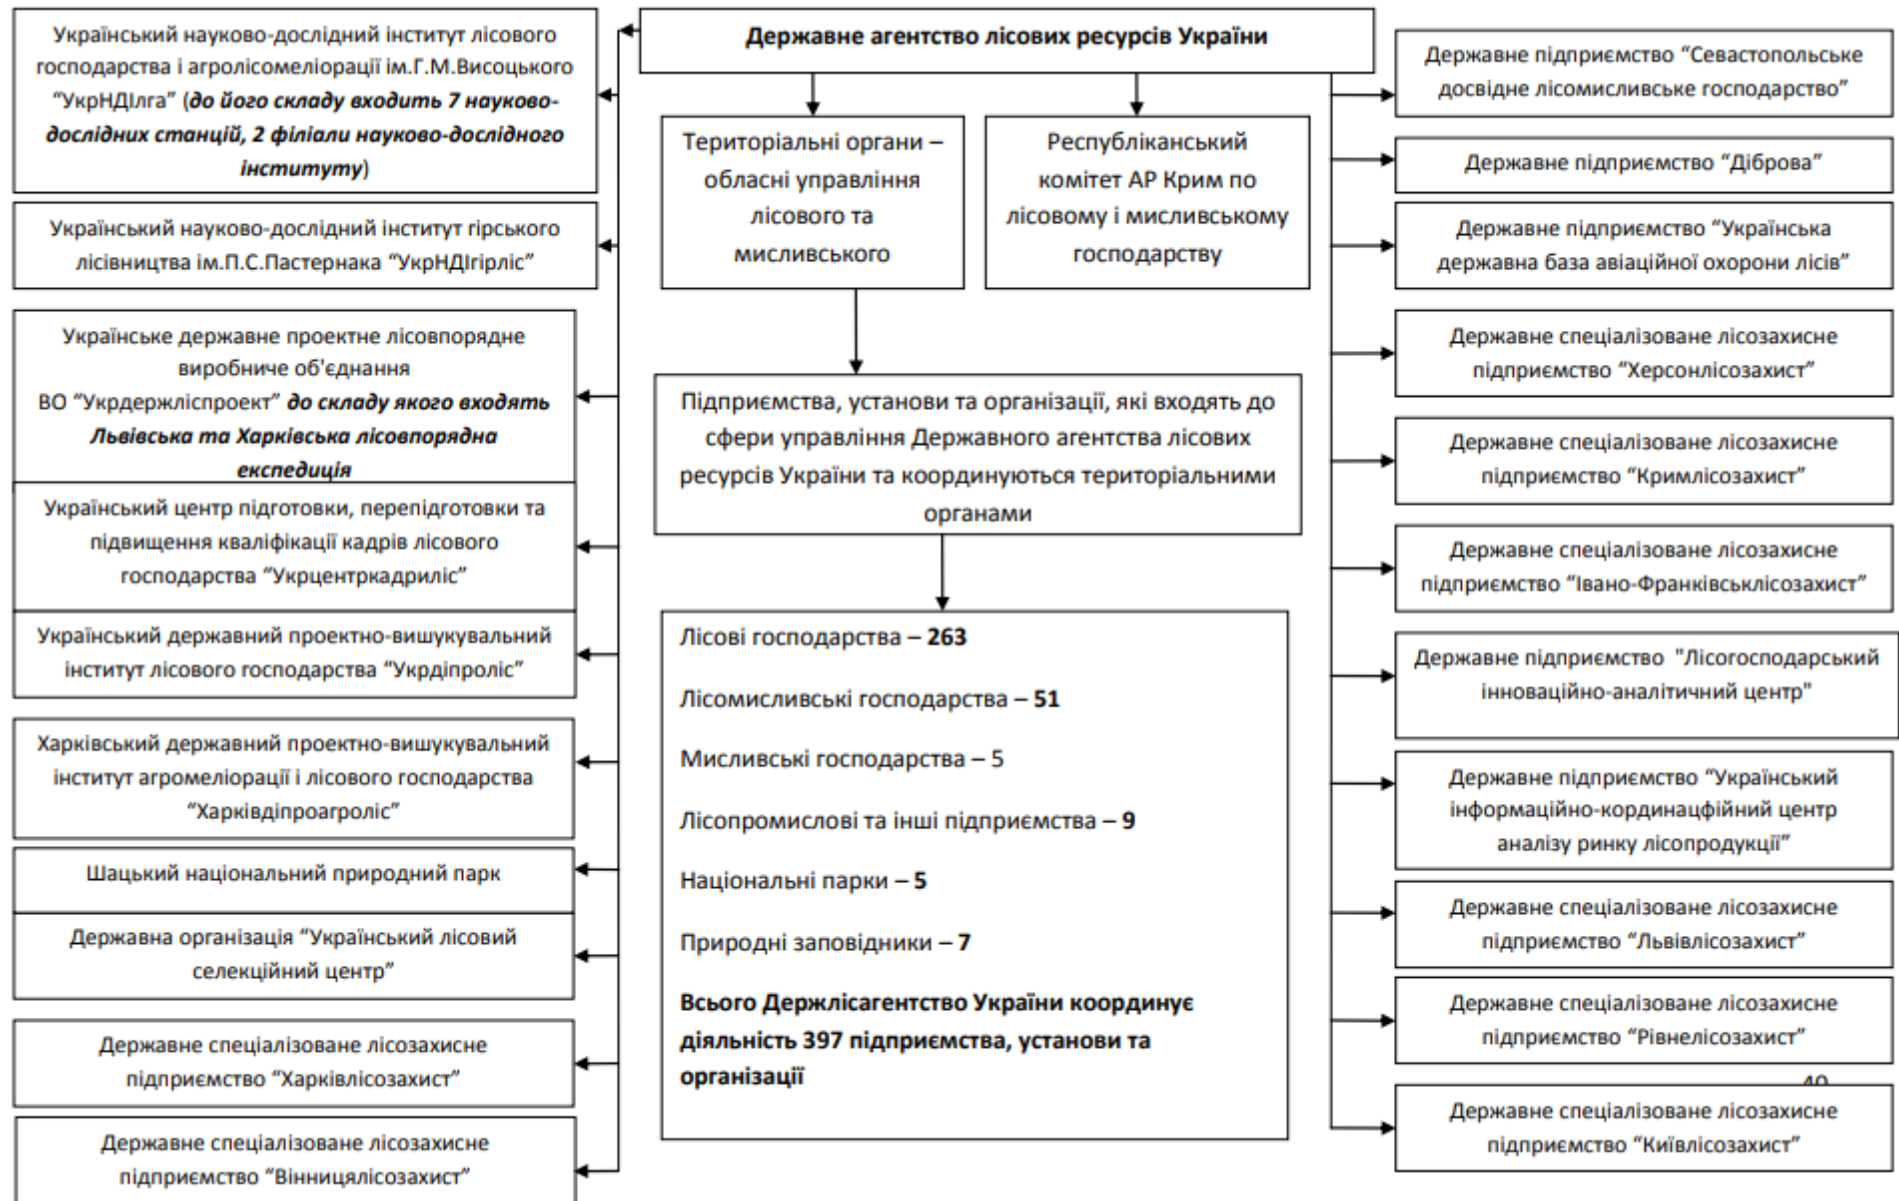 Державне агентство лісових ресурсів України
Український науково-дослідний інститут лісового
господарства і агролісомеліорації ім.Г.М.Висоцького
“УкрНДІлга” (до його складу входить 7 науково-
дослідних станцій, 2 філіали науково-дослідного
інституту)
Український науково-дослідний інститут гірського
лісівництва ім.П.С.Пастернака “УкрНДІгірліс”
Українське державне проектне лісовпорядне
виробниче об'єднання
ВО “Укрдержліспроект” до складу якого входять
Львівська та Харківська лісовпорядна
експедиція
Український центр підготовки, перепідготовки та
підвищення кваліфікації кадрів лісового
господарства “Укрцентркадриліс”
Український державний проектно-вишукувальний
інститут лісового господарства “Укрдіпроліс”
Харківський державний проектно-вишукувальний
інститут агромеліорації і лісового господарства
“Харківдіпроагроліс”
Шацький національний природний парк
Державна організація “Український лісовий
селекційний центр”
Державне спеціалізоване лісозахисне
підприємство “Харківлісозахист”
Державне спеціалізоване лісозахисне
підприємство “Вінницялісозахист”
Територіальні органи –
обласні управління
лісового та
мисливського
Республіканський
комітет АР Крим по
лісовому і мисливському
господарству
Підприємства, установи та організації, які входять до
сфери управління Державного агентства лісових
ресурсів України та координуються територіальними
органами
Лісові господарства – 263
Лісомисливські господарства – 51
Мисливські господарства – 5
Лісопромислові та інші підприємства – 9
Національні парки – 5
Природні заповідники – 7
Всього Держлісагентство України координує
діяльність 397 підприємства, установи та
організації
Державне підприємство “Севастопольське
досвідне лісомисливське господарство”
Державне підприємство “Діброва”
Державне підприємство “Українська
державна база авіаційної охорони лісів”
Державне спеціалізоване лісозахисне
підприємство “Херсонлісозахист”
Державне спеціалізоване лісозахисне
підприємство “Кримлісозахист”
Державне спеціалізоване лісозахисне
підприємство “Івано-Франківськлісозахист”
Державне підприємство "Лісогосподарський
інноваційно-аналітичний центр"
Державне підприємство “Український
інформаційно-кординацфійний центр
аналізу ринку лісопродукції”
Державне спеціалізоване лісозахисне
підприємство “Львівлісозахист”
Державне спеціалізоване лісозахисне
підприємство “Рівнелісозахист”
Державне спеціалізоване лісозахисне
підприємство “Київлісозахист”